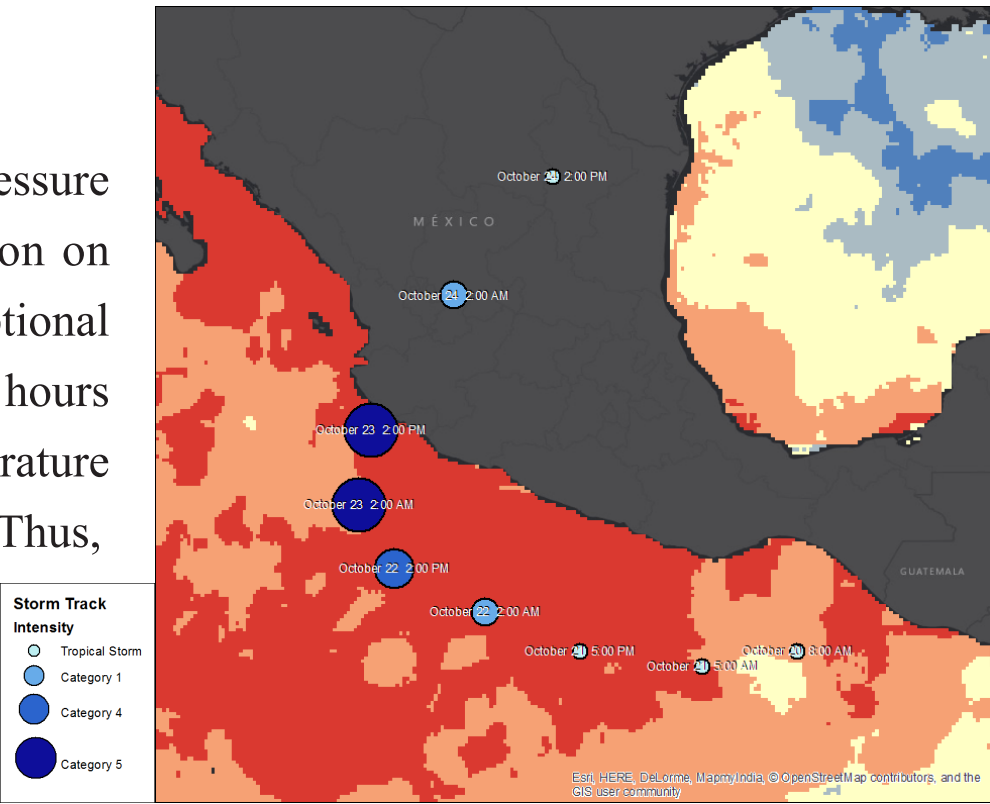 essure
on on
otional
hours
rature
Thus,
October 24 2:00 PM
MÉXICO
October 24 2:00 AM
October 23 2:00 PM
October 23 2:00 AM
October 22 2:00 PM
October 22 2:00 AM
October 21 5:00 PM
October 21 5:00 AM
October 20 8:00 AM
GUATEMALA
Storm Track
Intensity
Tropical Storm
Category 1
Category 4
Category 5
Esri, HERE, DeLorme, MapmyIndia, © OpenStreetMap contributors, and the
GIS user community